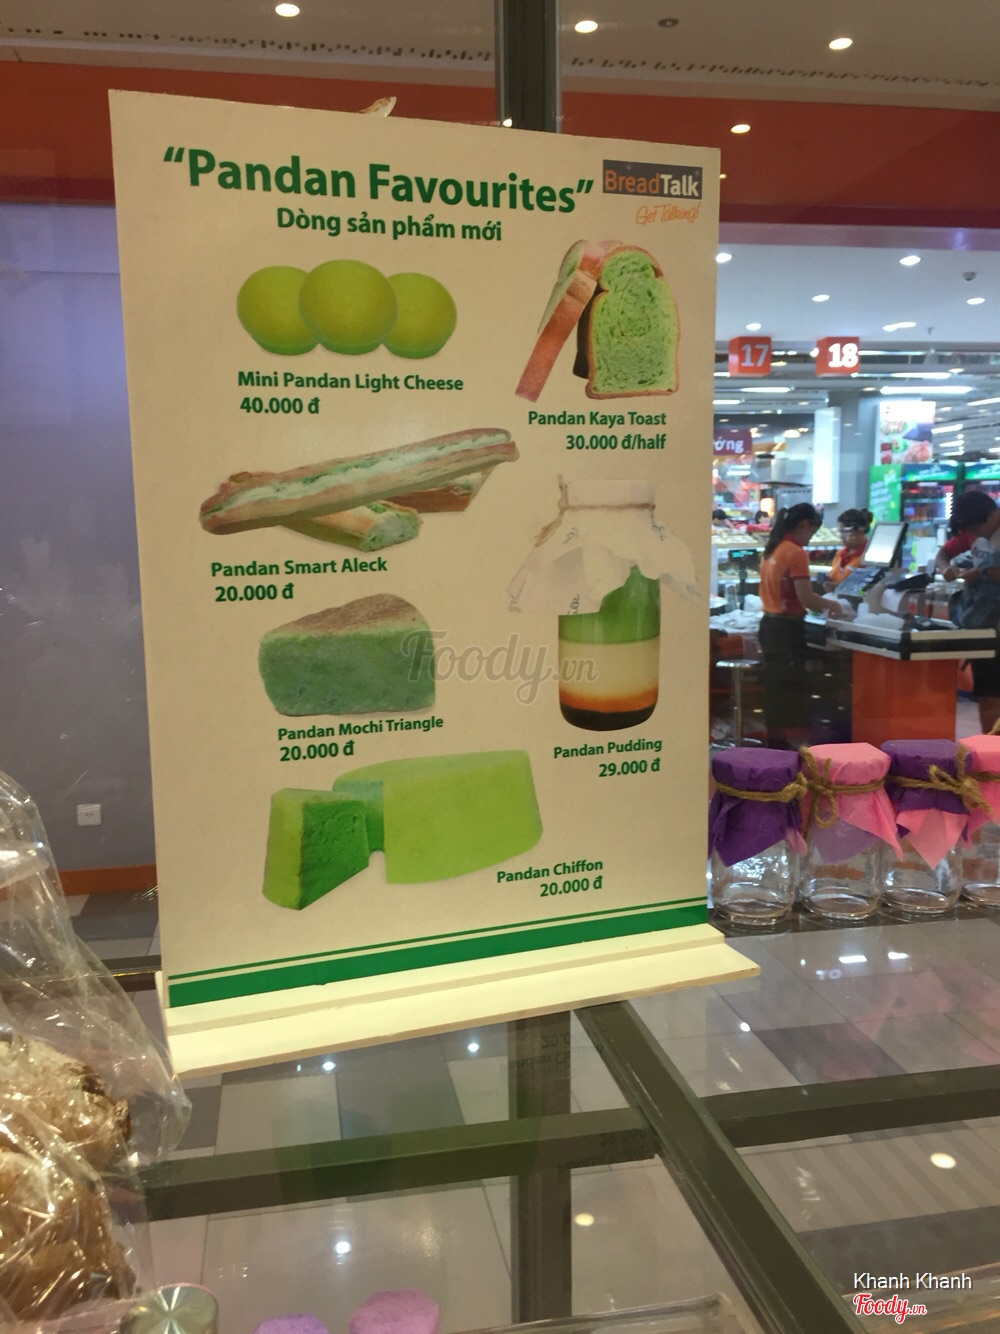 "Pandan Favourites"
Dòng sản phẩm mới
BreadTalk
Get Talking!
Mini Pandan Light Cheese
40.000 đ
Pandan Kaya Toast
30.000 đ/half
Pandan Smart Aleck
20.000 đ
Pandan Mochi Triangle
20.000 đ
Pandan Pudding
29.000 đ
Pandan Chiffon
20.000 đ
17
18
Foody.vn
Khanh Khanh
Foody.vn